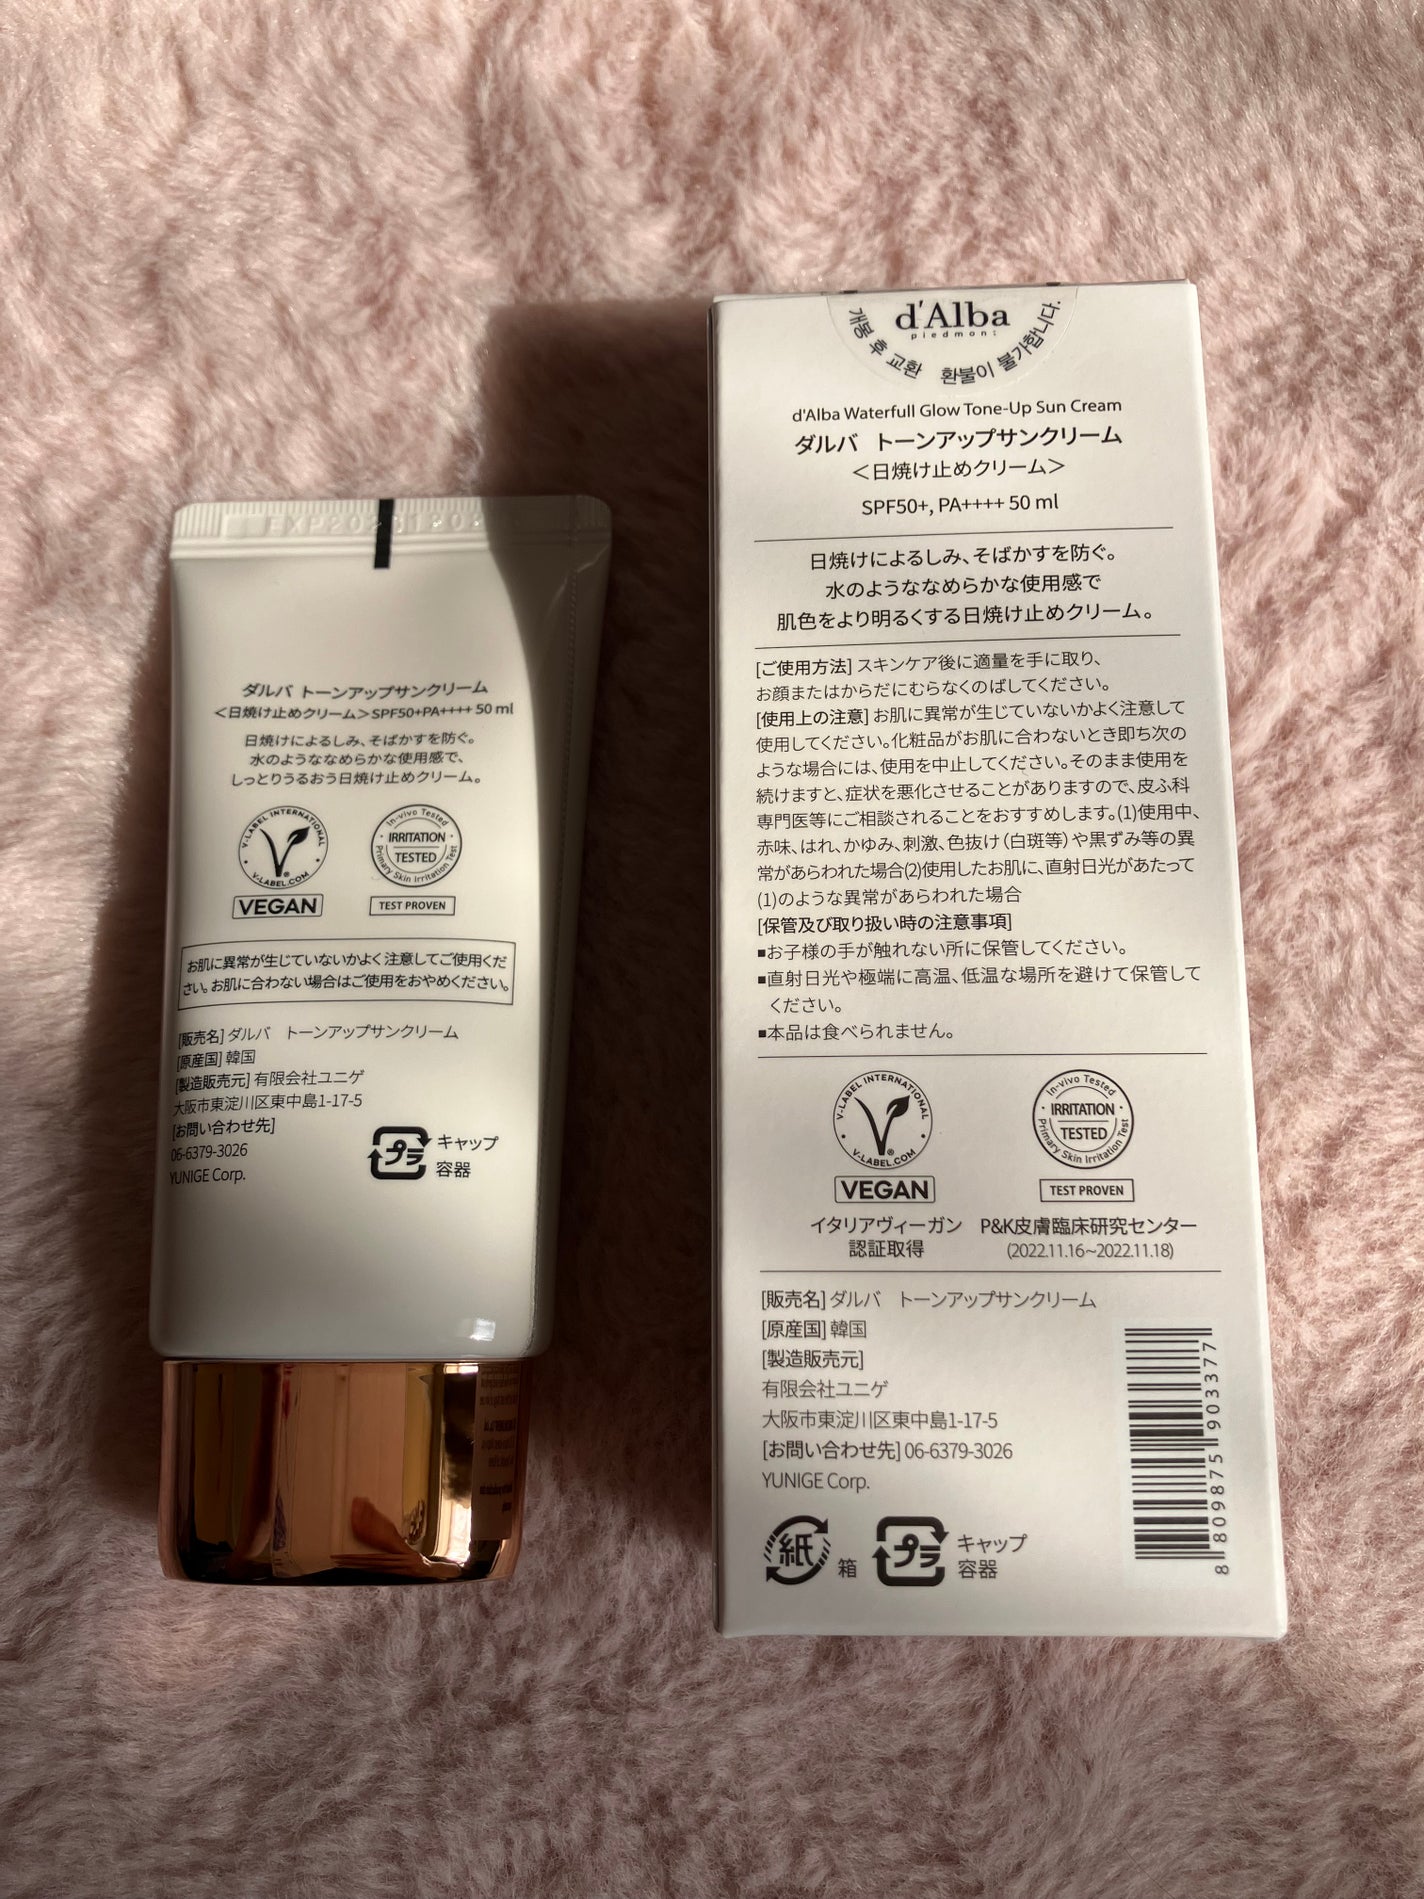 ダルバ トーンアップサンクリーム
<日焼け止めクリーム>SPF50+PA++++ 50 ml
日焼けによるしみ、そばかすを防ぐ。
水のようななめらかな使用感で、
しっとりうるおう日焼け止めクリーム。
V-LABEL INTERNATIONAL
V-LABEL.COM
VEGAN
In-vivo Tested
IRRITATION
TESTED
Primary Skin Irritation Test
TEST PROVEN
お肌に異常が生じていないかよく注意してご使用くだ
さい。お肌に合わない場合はご使用をおやめください。
[販売名] ダルバ トーンアップサンクリーム
[原産国] 韓国
[製造販売元] 有限会社ユニゲ
大阪市東淀川区東中島1-17-5
[お問い合わせ先]
06-6379-3026
YUNIGE Corp.
プラ
キャップ
容器
d'Alba
piedmont
개봉 후 교환 환불이 불가합니다.
d'Alba Waterfull Glow Tone-Up Sun Cream
ダルバ トーンアップサンクリーム
<日焼け止めクリーム>
SPF50+, PA++++ 50 ml
日焼けによるしみ、そばかすを防ぐ。
水のようななめらかな使用感で
肌色をより明るくする日焼け止めクリーム。
[ご使用方法] スキンケア後に適量を手に取り、
お顔またはからだにむらなくのばしてください。
[使用上の注意] お肌に異常が生じていないかよく注意して
使用してください。化粧品がお肌に合わないとき即ち次の
ような場合には、使用を中止してください。そのまま使用を
続けますと、症状を悪化させることがありますので、皮ふ科
専門医等にご相談されることをおすすめします。(1)使用中、
赤味、はれ、かゆみ、刺激、色抜け(白斑等)や黒ずみ等の異
常があらわれた場合(2)使用したお肌に、直射日光があたって
(1)のような異常があらわれた場合
[保管及び取り扱い時の注意事項]
■お子様の手が触れない所に保管してください。
■直射日光や極端に高温、低温な場所を避けて保管して
ください。
■本品は食べられません。
V-LABEL INTERNATIONAL
V-LABEL.COM
VEGAN
イタリアヴィーガン
認証取得
In-vivo Tested
IRRITATION
TESTED
Primary Skin Irritation Test
TEST PROVEN
P&K皮膚臨床研究センター
(2022.11.16~2022.11.18)
[販売名] ダルバ トーンアップサンクリーム
[原産国] 韓国
[製造販売元]
有限会社ユニゲ
大阪市東淀川区東中島1-17-5
[お問い合わせ先] 06-6379-3026
YUNIGE Corp.
紙
箱
プラ
キャップ
容器
8 809875 903377